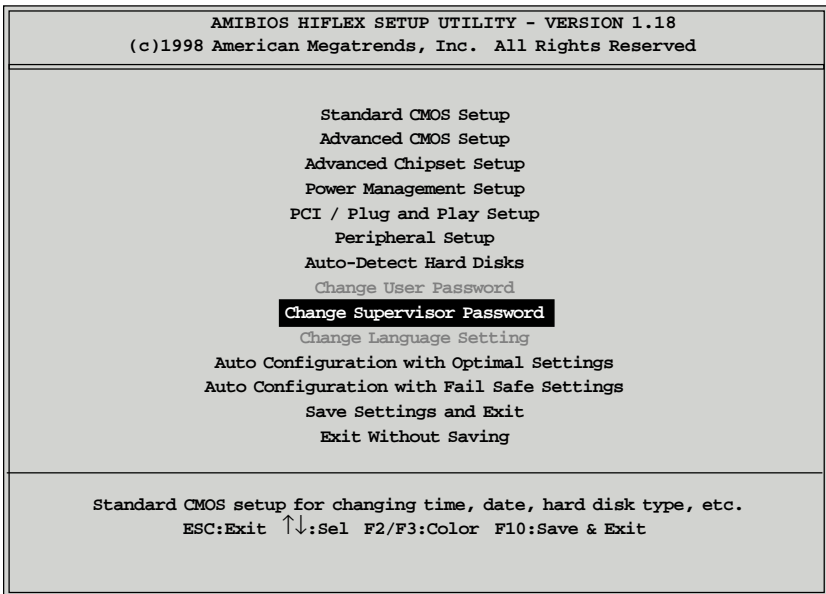 AMIBIOS HIFLEX SETUP UTILITY - VERSION 1.18
(c)1998 American Megatrends, Inc. All Rights Reserved
Standard CMOS Setup
Advanced CMOS Setup
Advanced Chipset Setup
Power Management Setup
PCI / Plug and Play Setup
Peripheral Setup
Auto-Detect Hard Disks
Change User Password
Change Supervisor Password
Change Language Setting
Auto Configuration with Optimal Settings
Auto Configuration with Fail Safe Settings
Save Settings and Exit
Exit Without Saving
Standard CMOS setup for changing time, date, hard disk type, etc.
ESC:Exit ↑↓:Sel F2/F3:Color F10:Save & Exit